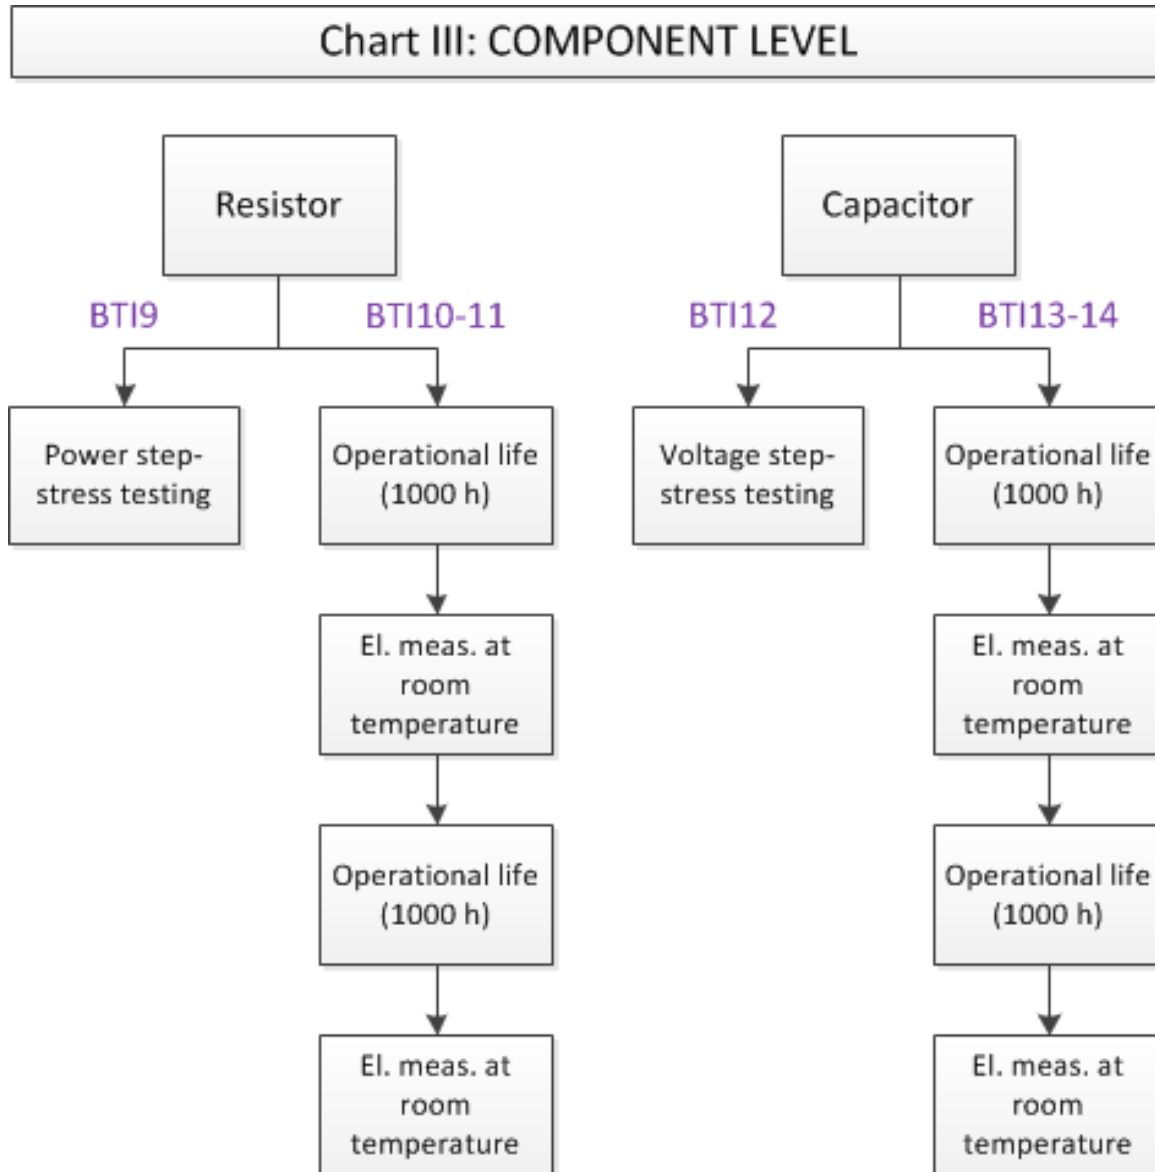 Chart III: COMPONENT LEVEL
Resistor
Capacitor
BTI9
BTI10-11
BTI12
BTI13-14
Power step-
stress testing
Operational life
(1000 h)
Voltage step-
stress testing
Operational life
(1000 h)
El. meas. at
room
temperature
El. meas. at
room
temperature
Operational life
(1000 h)
Operational life
(1000 h)
El. meas. at
room
temperature
El. meas. at
room
temperature